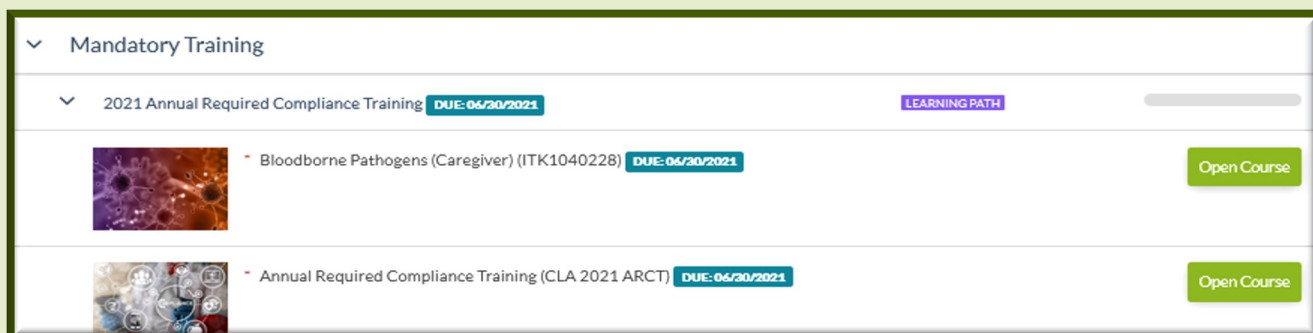 Mandatory Training
2021 Annual Required Compliance Training DUE: 06/30/2021 LEARNING PATH
- Bloodborne Pathogens (Caregiver) (ITK1040228) DUE: 06/30/2021 Open Course
- Annual Required Compliance Training (CLA 2021 ARCT) DUE: 06/30/2021 Open Course